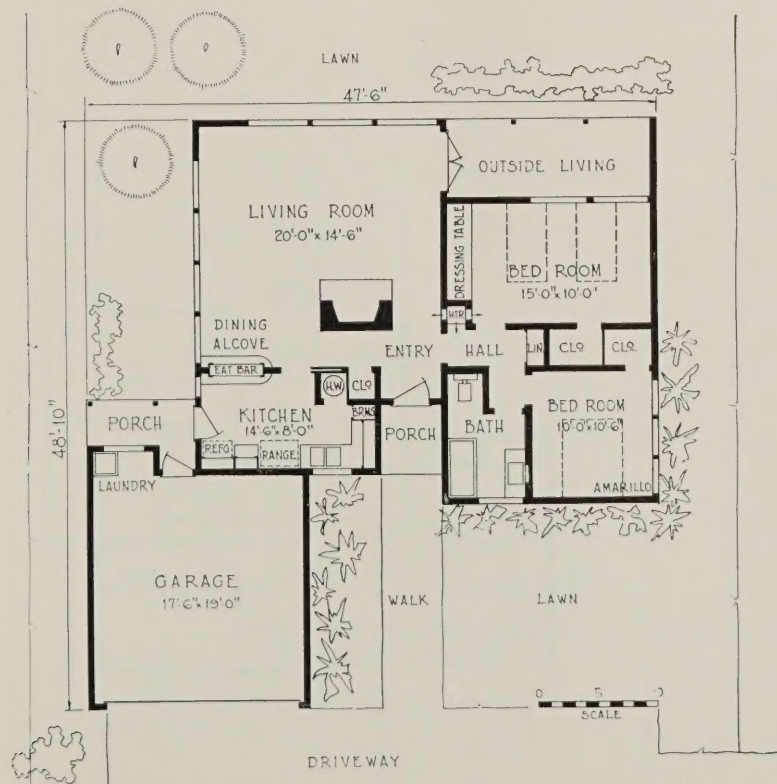 LAWN
47'-6"
OUTSIDE LIVING
LIVING ROOM
20'-0" x 14'-6"
DRESSING TABLE
BED ROOM
15'-0" x 10'-0"
HTR
DINING
ALCOVE
ENTRY
HALL
LIN.
CLO
CLO
EAT BAR
H.W
CLO
48'-10"
PORCH
KITCHEN
14'-6" x 8'-0"
BRMS
REFG
RANGE
PORCH
BATH
BED ROOM
10'-0" x 10'-6"
AMARILLO
LAUNDRY
GARAGE
17'-6" x 19'-0"
WALK
LAWN
0 5
SCALE
DRIVEWAY